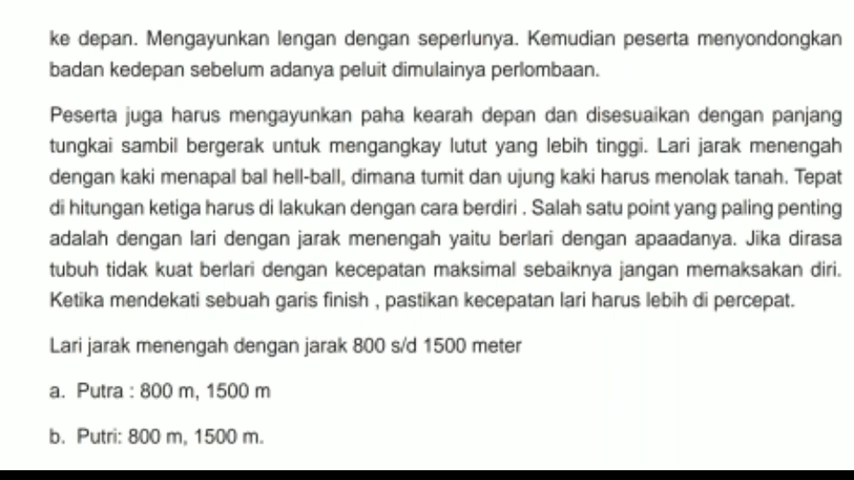 ke depan. Mengayunkan lengan dengan seperlunya. Kemudian peserta menyondongkan
badan kedepan sebelum adanya peluit dimulainya perlombaan.
Peserta juga harus mengayunkan paha kearah depan dan disesuaikan dengan panjang
tungkai sambil bergerak untuk mengangkay lutut yang lebih tinggi. Lari jarak menengah
dengan kaki menapal bal hell-ball, dimana tumit dan ujung kaki harus menolak tanah. Tepat
di hitungan ketiga harus di lakukan dengan cara berdiri . Salah satu point yang paling penting
adalah dengan lari dengan jarak menengah yaitu berlari dengan apaadanya. Jika dirasa
tubuh tidak kuat berlari dengan kecepatan maksimal sebaiknya jangan memaksakan diri.
Ketika mendekati sebuah garis finish , pastikan kecepatan lari harus lebih di percepat.
Lari jarak menengah dengan jarak 800 s/d 1500 meter
a. Putra : 800 m, 1500 m
b. Putri: 800 m, 1500 m.